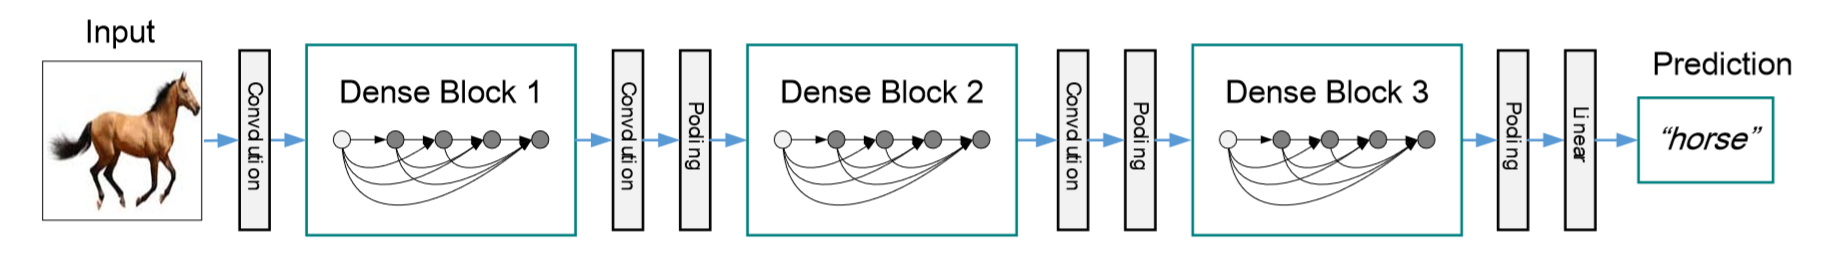 Input
Convolution
Dense Block 1
Convolution
Pooling
Dense Block 2
Convolution
Pooling
Dense Block 3
Pooling
Linear
Prediction
“horse”